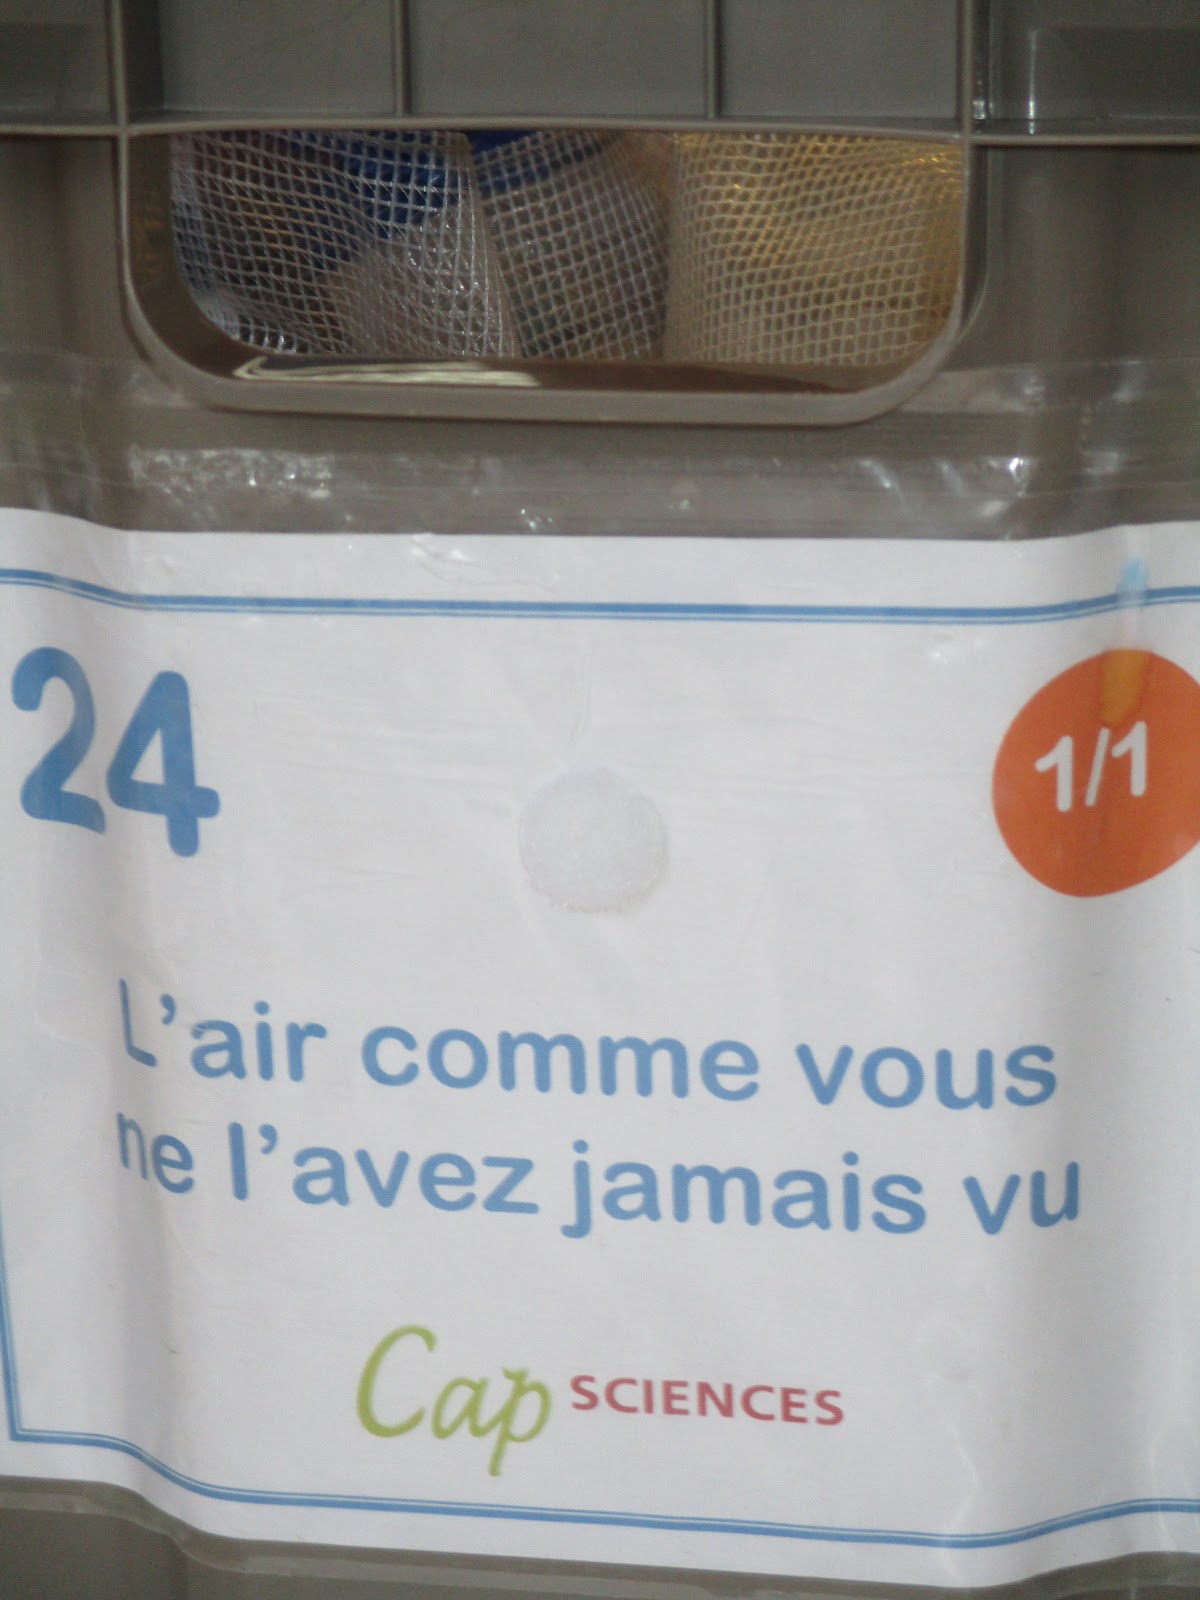 24
1/1
L'air comme vous
ne l'avez jamais vu
Cap SCIENCES